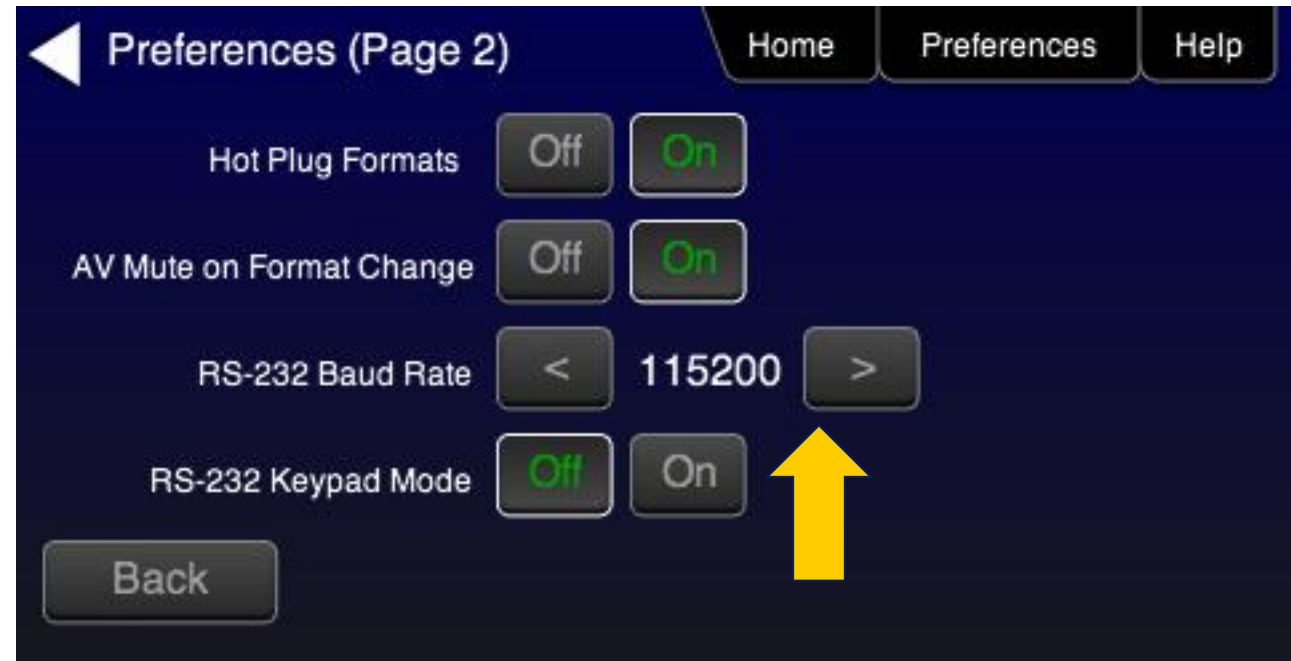 Preferences (Page 2) Home Preferences Help
Hot Plug Formats Off On
AV Mute on Format Change Off On
RS-232 Baud Rate < 115200 >
RS-232 Keypad Mode Off On
Back